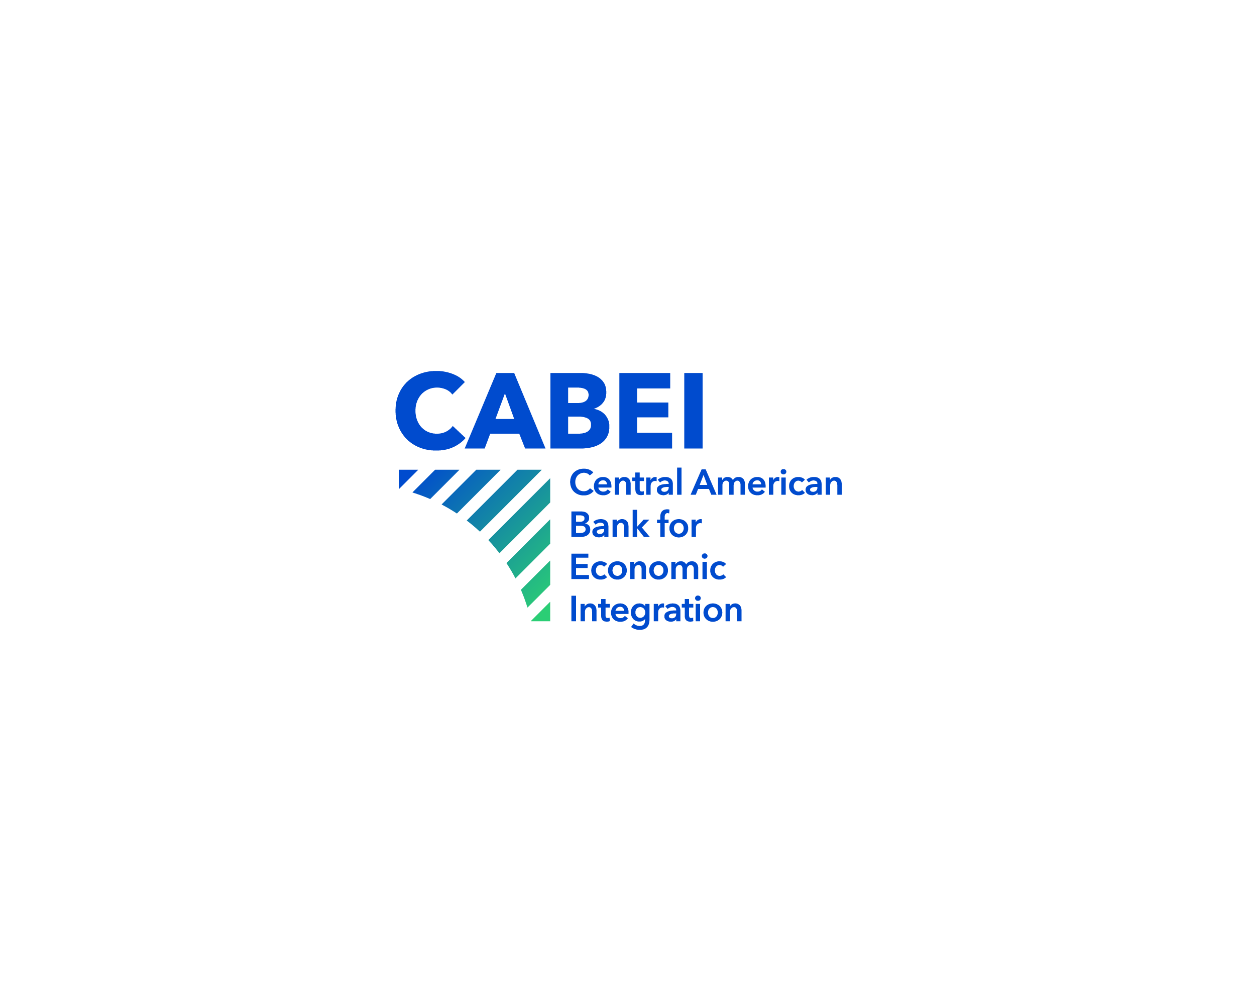 CABEI
Central American
Bank for
Economic
Integration